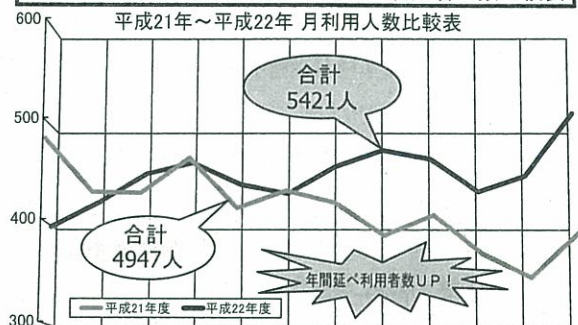 平成21年～平成22年 月利用人数比較表
600
500
400
300
合計
5421人
合計
4947人
年間延べ利用者数UP！
平成21年度 平成22年度